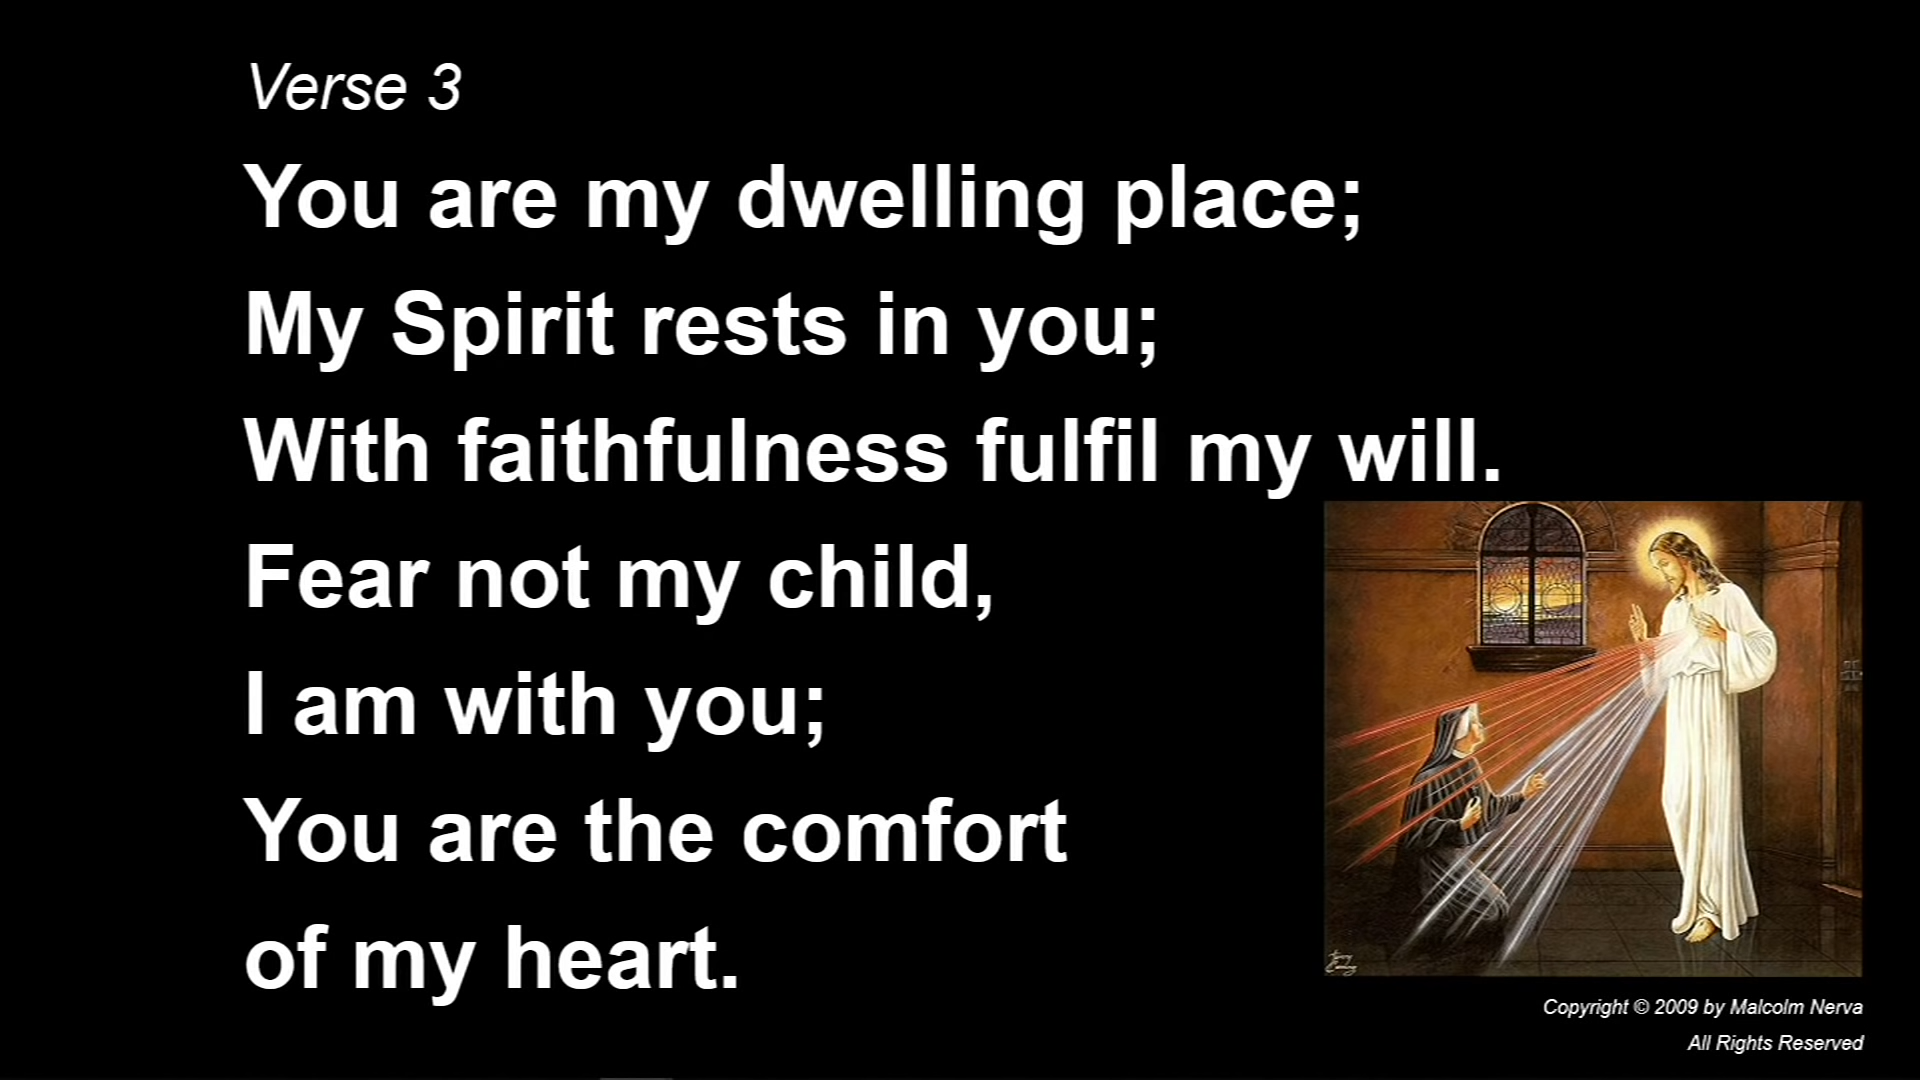 Verse 3
You are my dwelling place;
My Spirit rests in you;
With faithfulness fulfil my will.
Fear not my child,
I am with you;
You are the comfort
of my heart.
Copyright © 2009 by Malcolm Nerva
All Rights Reserved